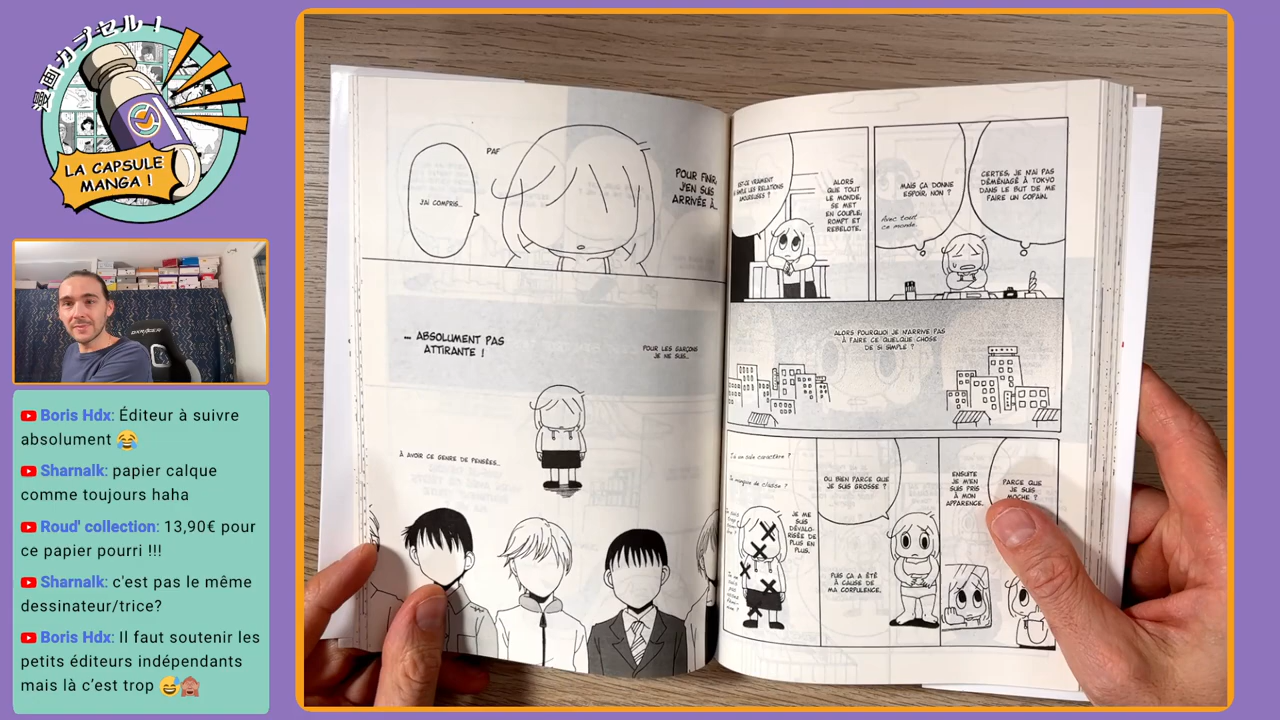 漫画カプセル!
LA CAPSULE
MANGA !
DXRACER
Boris Hdx: Éditeur à suivre
absolument 😂
Sharnalk: papier calque
comme toujours haha
Roud' collection: 13,90€ pour
ce papier pourri !!!
Sharnalk: c'est pas le même
dessinateur/trice?
Boris Hdx: Il faut soutenir les
petits éditeurs indépendants
mais là c’est trop 😅🙈
CERTES, JE N'AI PAS
DÉMÉNAGÉ À TOKYO
DANS LE BUT DE ME
FAIRE UN COPAIN.
MAIS ÇA DONNE
ESPOIR, NON ?
Avec tout
ce monde.
ALORS
QUE TOUT
LE MONDE,
SE MET
EN COUPLE,
ROMPT ET
REBELOTE.
EST-CE VRAIMENT
SIMPLE LES RELATIONS
AMOUREUSES ?
ALORS POURQUOI JE N'ARRIVE PAS
À FAIRE CE QUELQUE CHOSE
DE SI SIMPLE ?
PARCE QUE
JE SUIS
MOCHE ?
ENSUITE
JE M'EN
SUIS PRIS
À MON
APPARENCE.
OU BIEN PARCE QUE
JE SUIS GROSSE ?
PUIS ÇA A ÉTÉ
À CAUSE DE
MA CORPULENCE.
J'ai un sale caractère ?
Je manque de classe ?
JE ME
SUIS
DÉVALO-
RISÉE DE
PLUS EN
PLUS.
POUR FINIR,
J'EN SUIS
ARRIVÉE À...
PAF
J'AI COMPRIS...
POUR LES GARÇONS
JE NE SUIS...
... ABSOLUMENT PAS
ATTIRANTE !
À AVOIR CE GENRE DE PENSÉES...